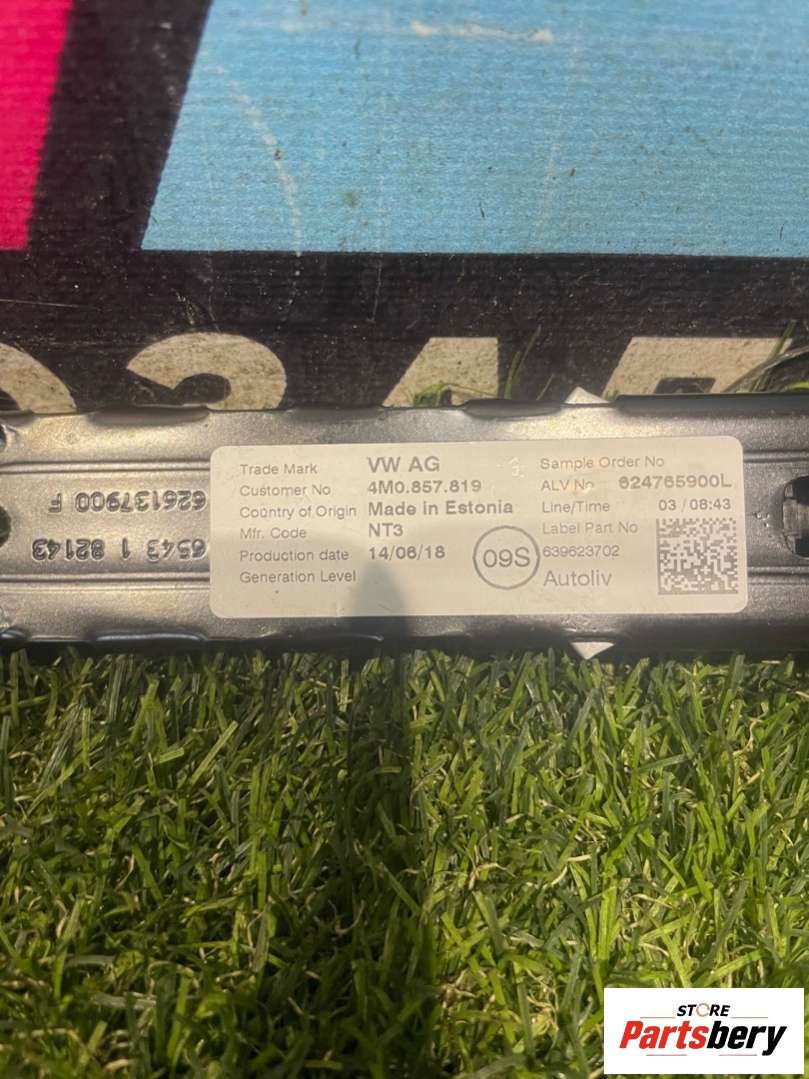 Trade Mark VW AG
Customer No 4M0.857.819
Country of Origin Made in Estonia
Mfr. Code NT3
Production date 14/06/18
Generation Level
09S
Sample Order No
ALV No 624765900L
Line/Time 03 / 08:43
Label Part No
639623702
Autoliv
626137900 F
6543 1 82143
STORE
Partsbery